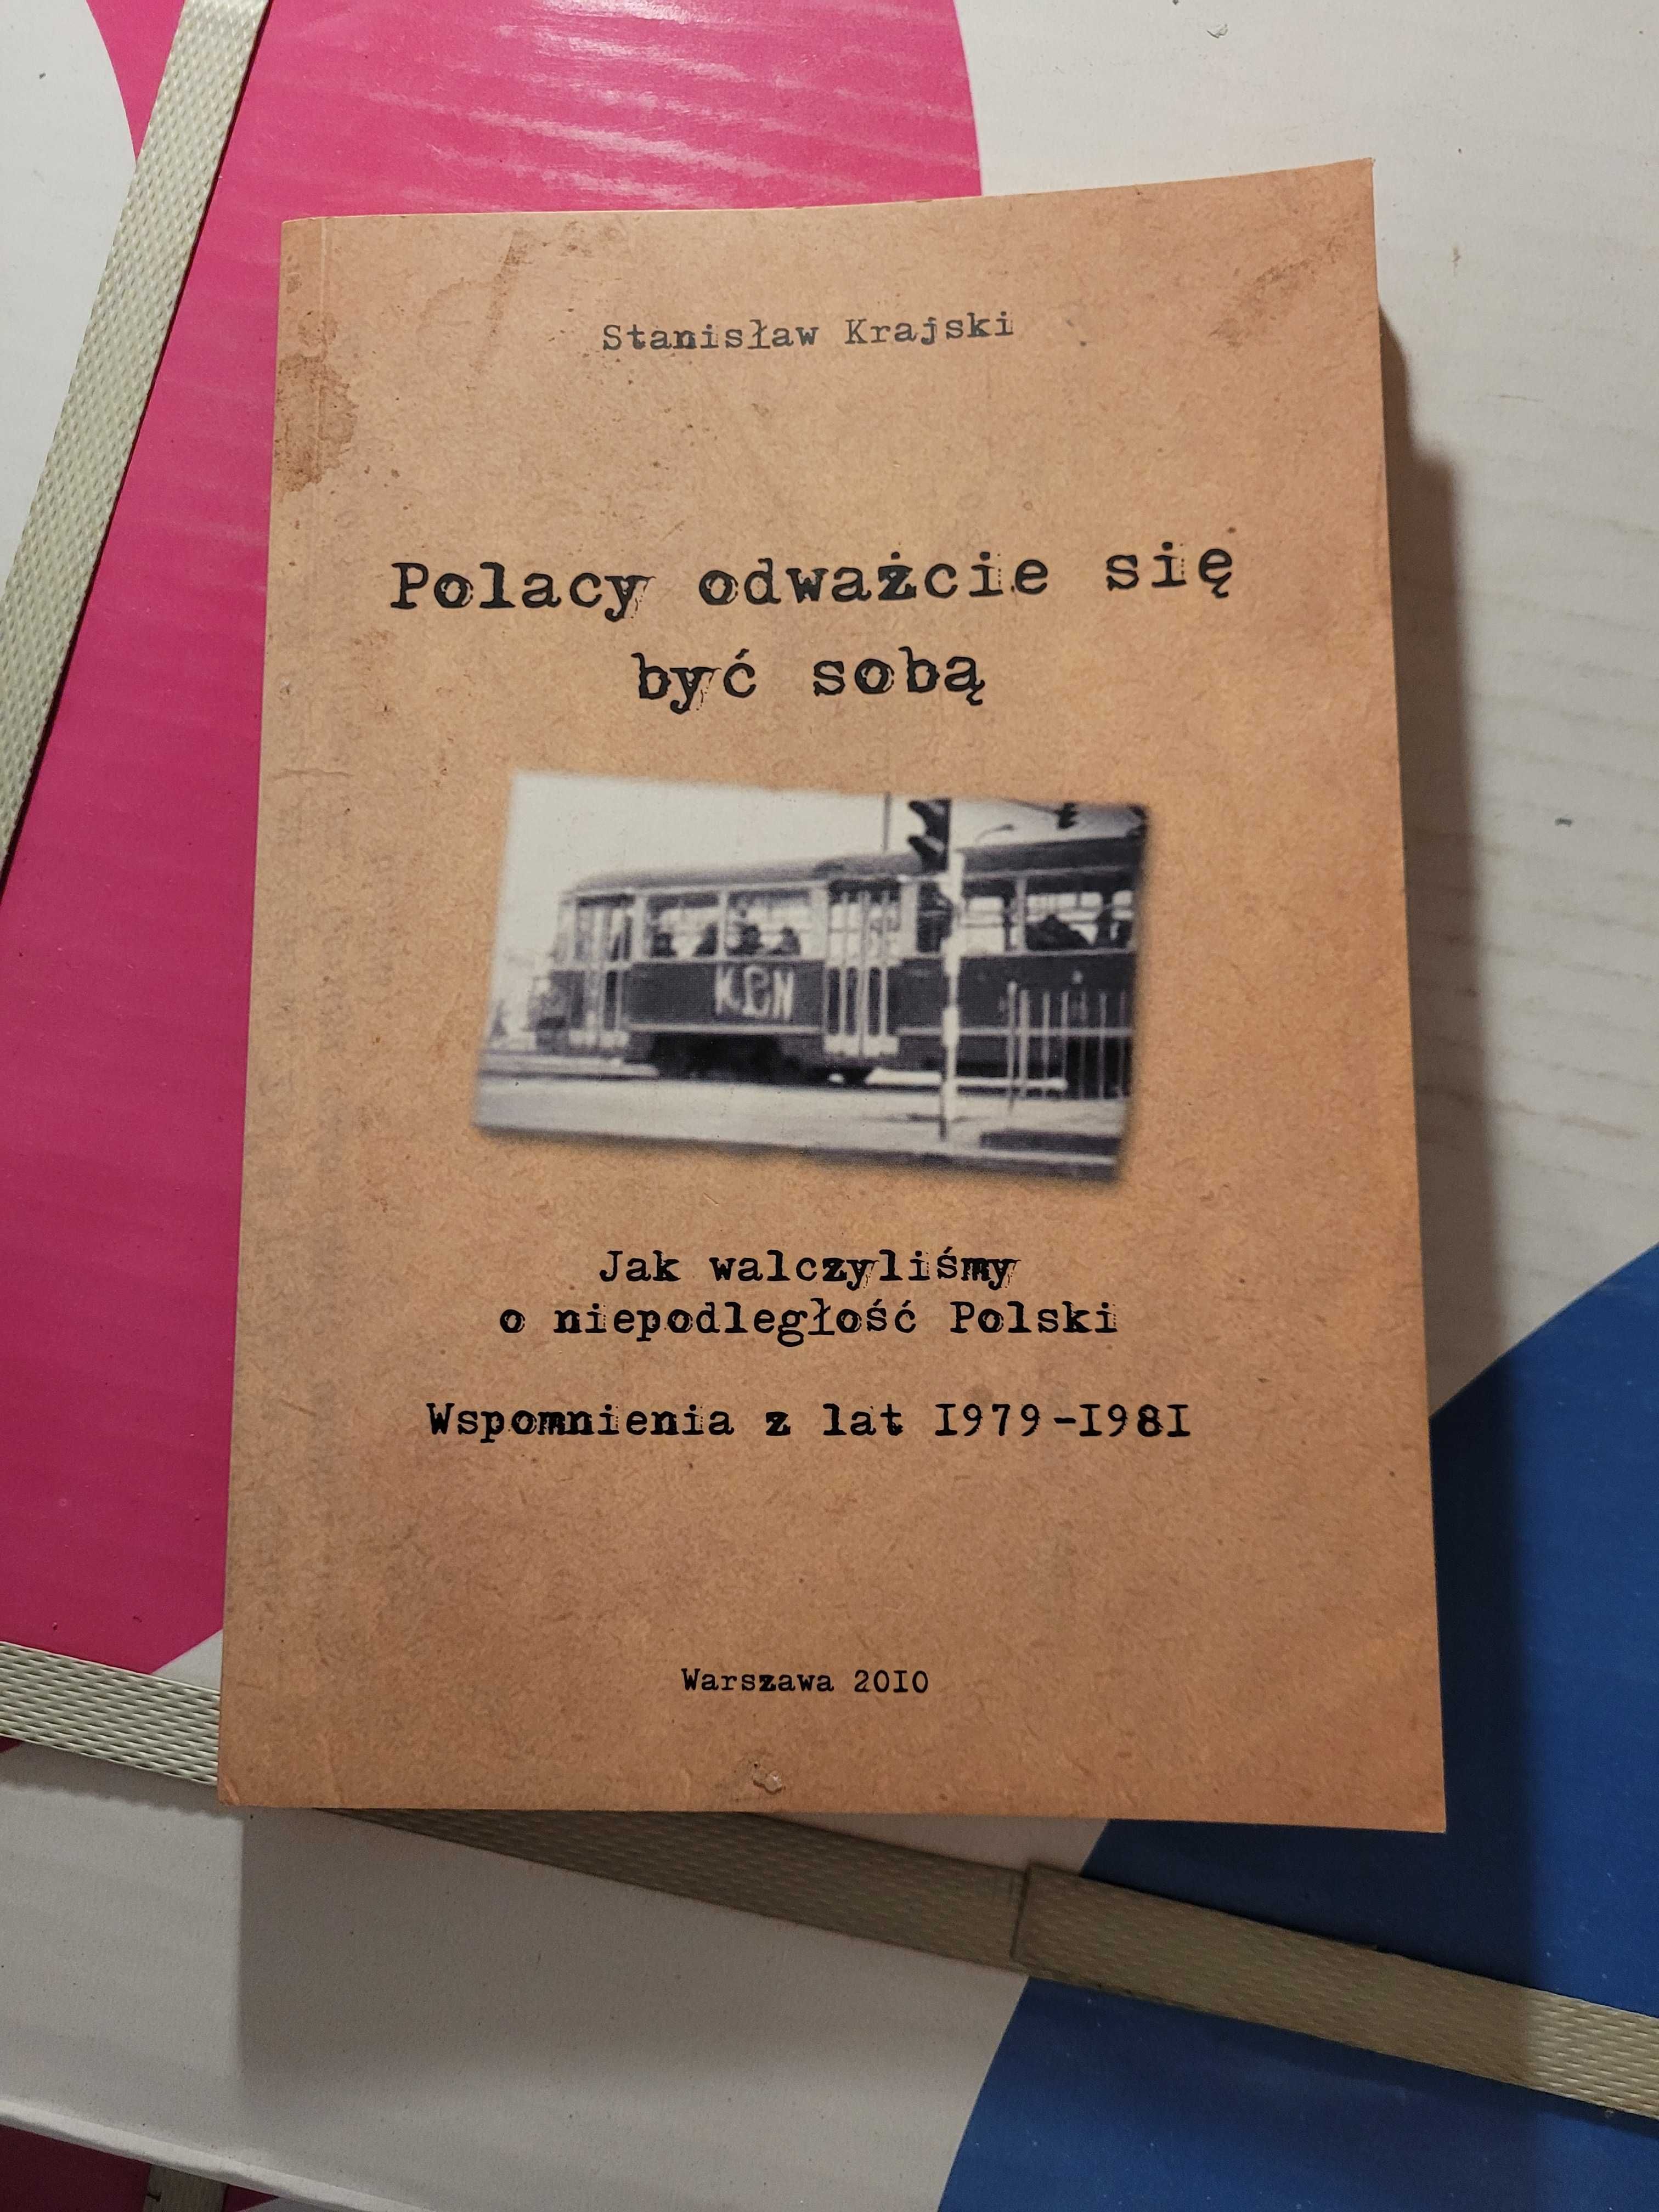 Stanisław Krajski
Polacy odważcie się
być sobą
KPN
Jak walczyliśmy
o niepodległość Polski
Wspomnienia z lat 1979-1981
Warszawa 2010